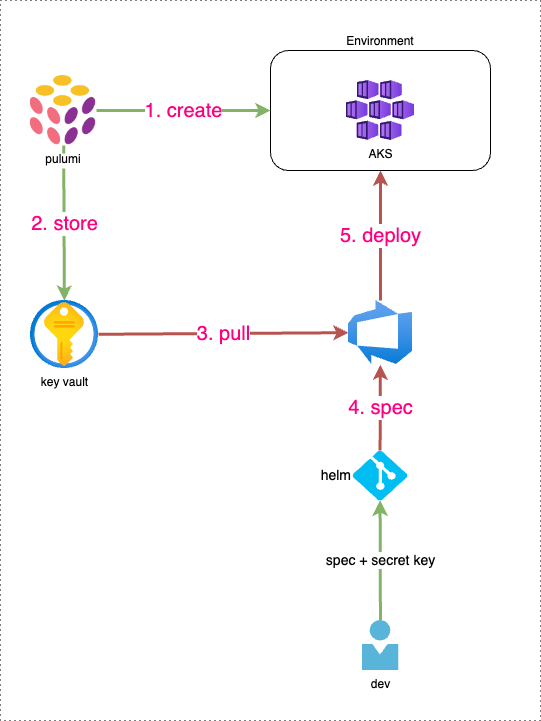 Environment
1. create
AKS
pulumi
2. store
5. deploy
3. pull
key vault
4. spec
helm
spec + secret key
dev